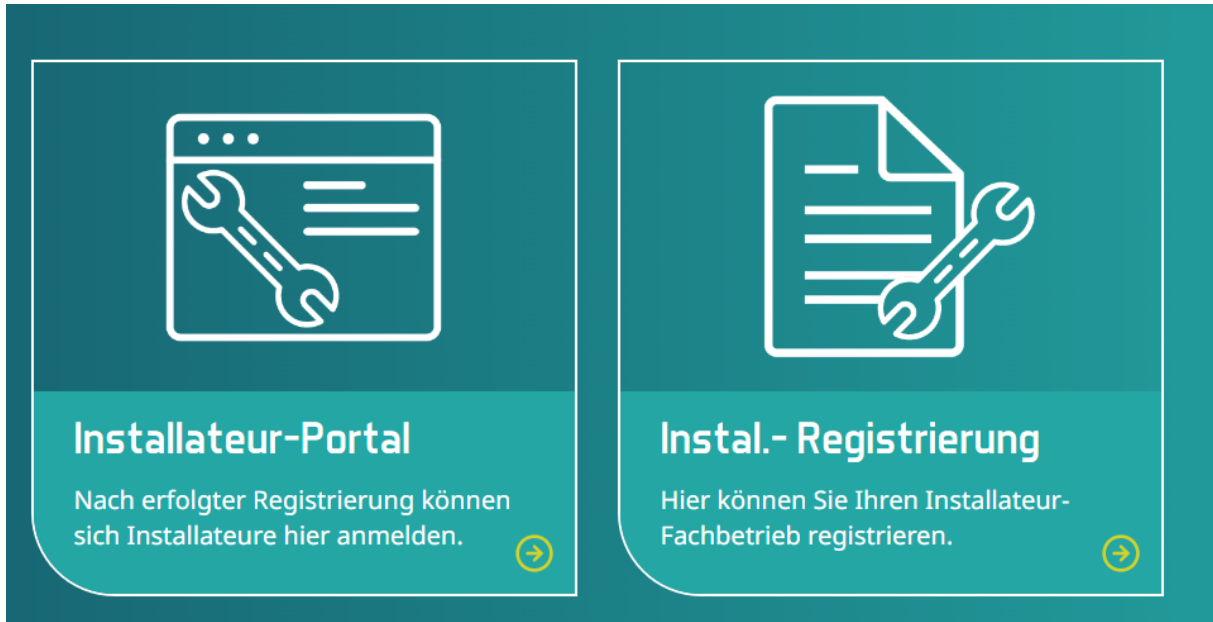 Installateur-Portal
Nach erfolgter Registrierung können
sich Installateure hier anmelden.
Instal.- Registrierung
Hier können Sie Ihren Installateur-
Fachbetrieb registrieren.